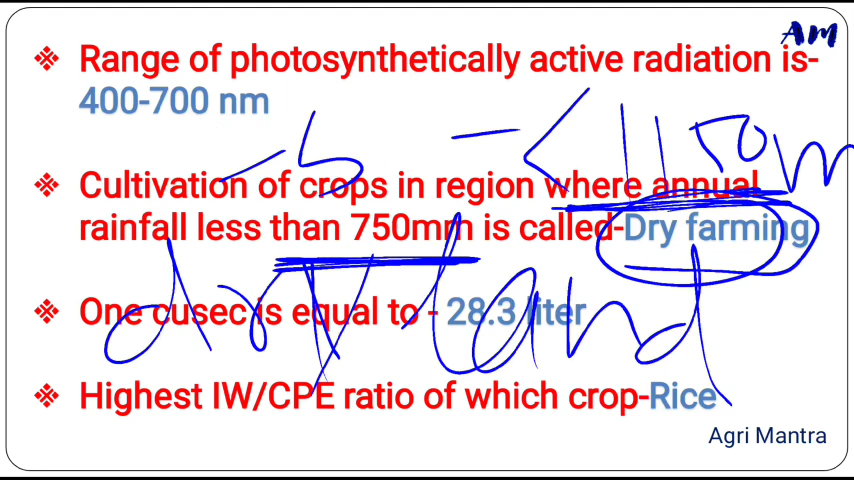 AM
❖ Range of photosynthetically active radiation is-
400-700 nm
< 1150m
❖ Cultivation of crops in region where annual
rainfall less than 750mm is called-Dry farming
dry land
❖ One cusec is equal to - 28.3 liter
❖ Highest IW/CPE ratio of which crop-Rice
Agri Mantra